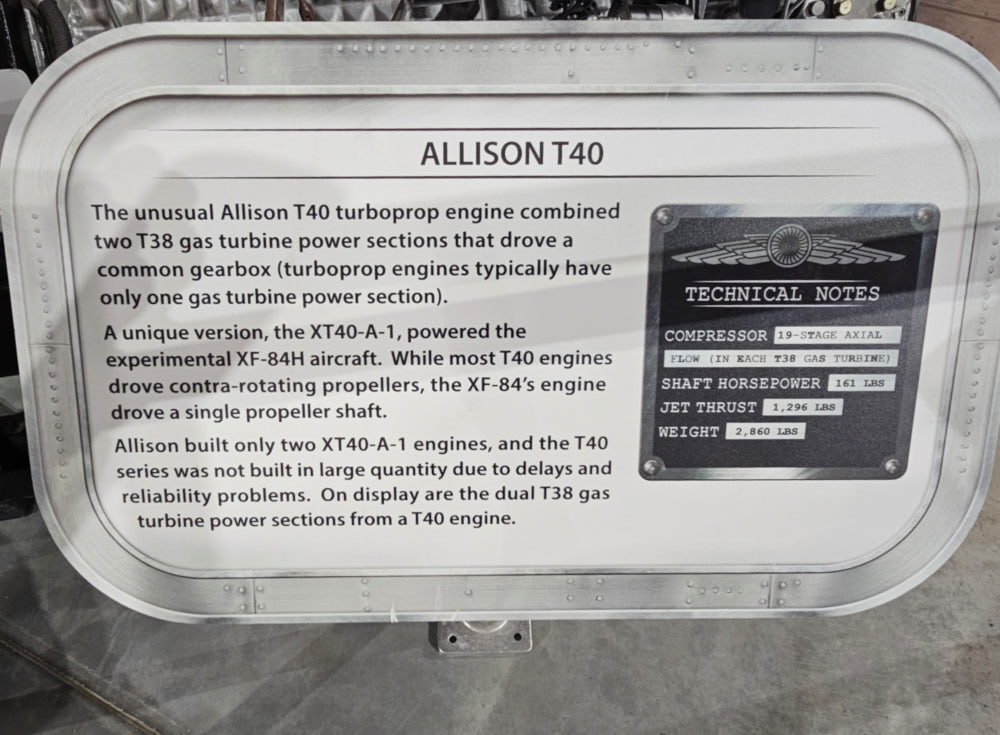 ALLISON T40
The unusual Allison T40 turboprop engine combined
two T38 gas turbine power sections that drove a
common gearbox (turboprop engines typically have
only one gas turbine power section).
A unique version, the XT40-A-1, powered the
experimental XF-84H aircraft. While most T40 engines
drove contra-rotating propellers, the XF-84's engine
drove a single propeller shaft.
Allison built only two XT40-A-1 engines, and the T40
series was not built in large quantity due to delays and
reliability problems. On display are the dual T38 gas
turbine power sections from a T40 engine.
TECHNICAL NOTES
COMPRESSOR 19-STAGE AXIAL
FLOW (IN EACH T38 GAS TURBINE)
SHAFT HORSEPOWER 161 LBS
JET THRUST 1,296 LBS
WEIGHT 2,860 LBS